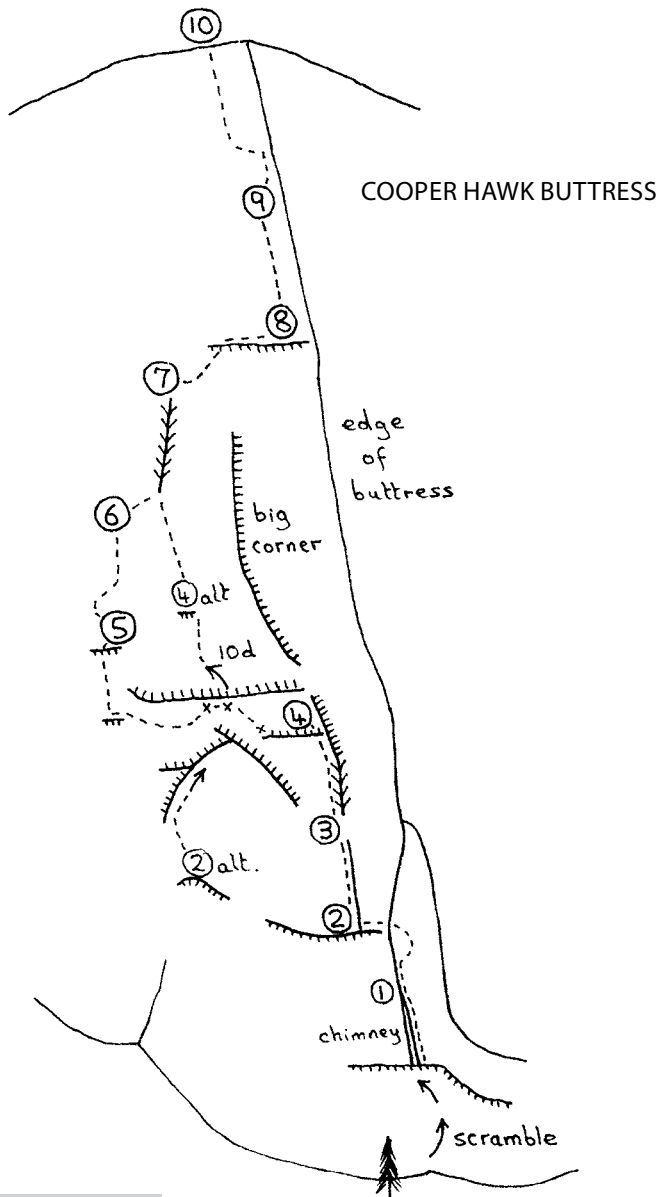 10
COOPER HAWK BUTTRESS
9
8
7
edge
of
buttress
6
big
corner
4 alt
5
10d
4
3
2 alt.
2
1
chimney
scramble